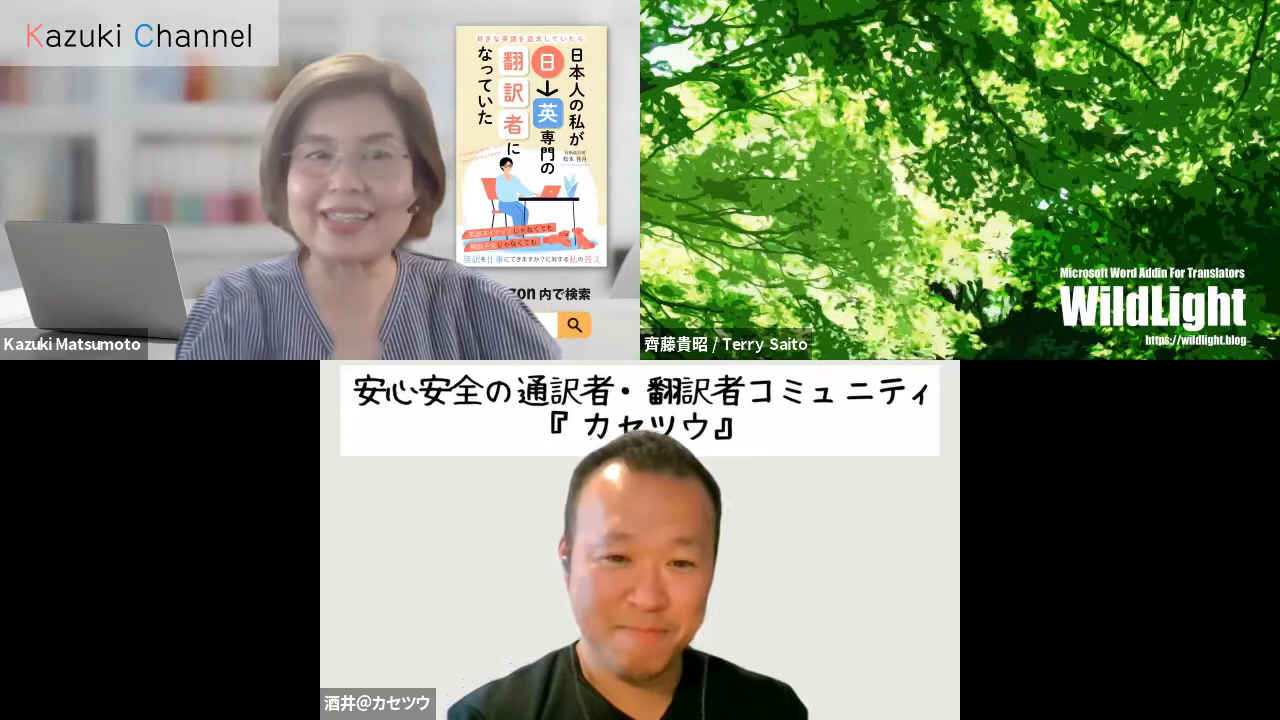 Kazuki Channel
好きな英語を追求していたら
日本人の私が
日→英専門の
翻訳者に
なっていた
松本 佳月
英語ネイティブじゃなくても
帰国子女じゃなくても
英訳を仕事にできますか？に対する私の答え
zon 内で検索
Kazuki Matsumoto
Microsoft Word Addin For Translators
WildLight
https://wildlight.blog
齊藤貴昭 / Terry Saito
安心安全の通訳者・翻訳者コミュニティ
『カセツウ』
酒井＠カセツウ